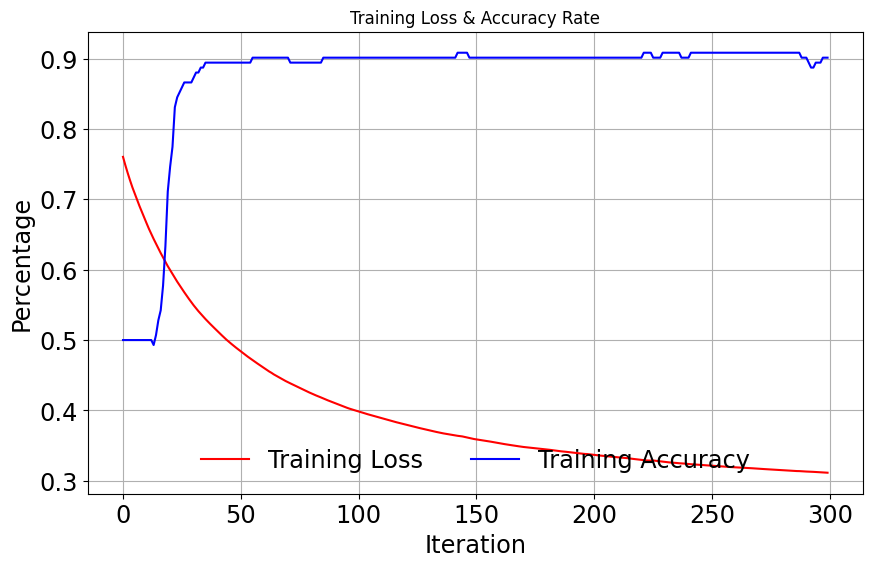 Training Loss & Accuracy Rate
Percentage
0.9
0.8
0.7
0.6
0.5
0.4
0.3
Training Loss Training Accuracy
0 50 100 150 200 250 300
Iteration